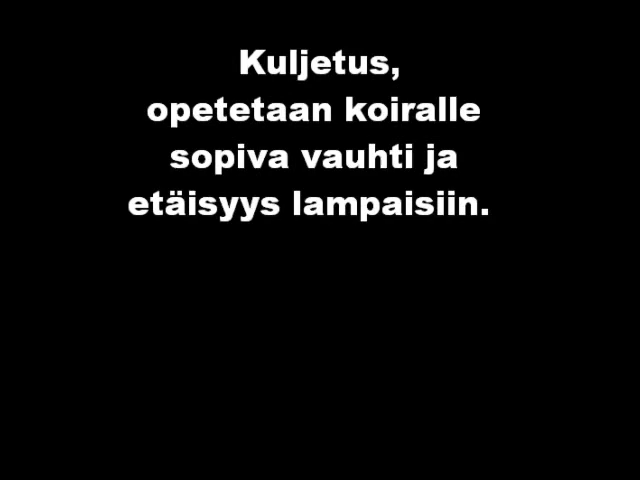 Kuljetus,
opetetaan koiralle
sopiva vauhti ja
etäisyys lampaisiin.